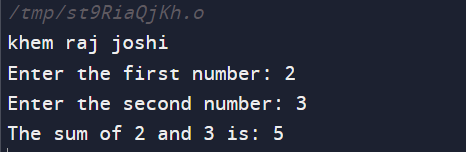 /tmp/st9RiaQjKh.o
khem raj joshi
Enter the first number: 2
Enter the second number: 3
The sum of 2 and 3 is: 5